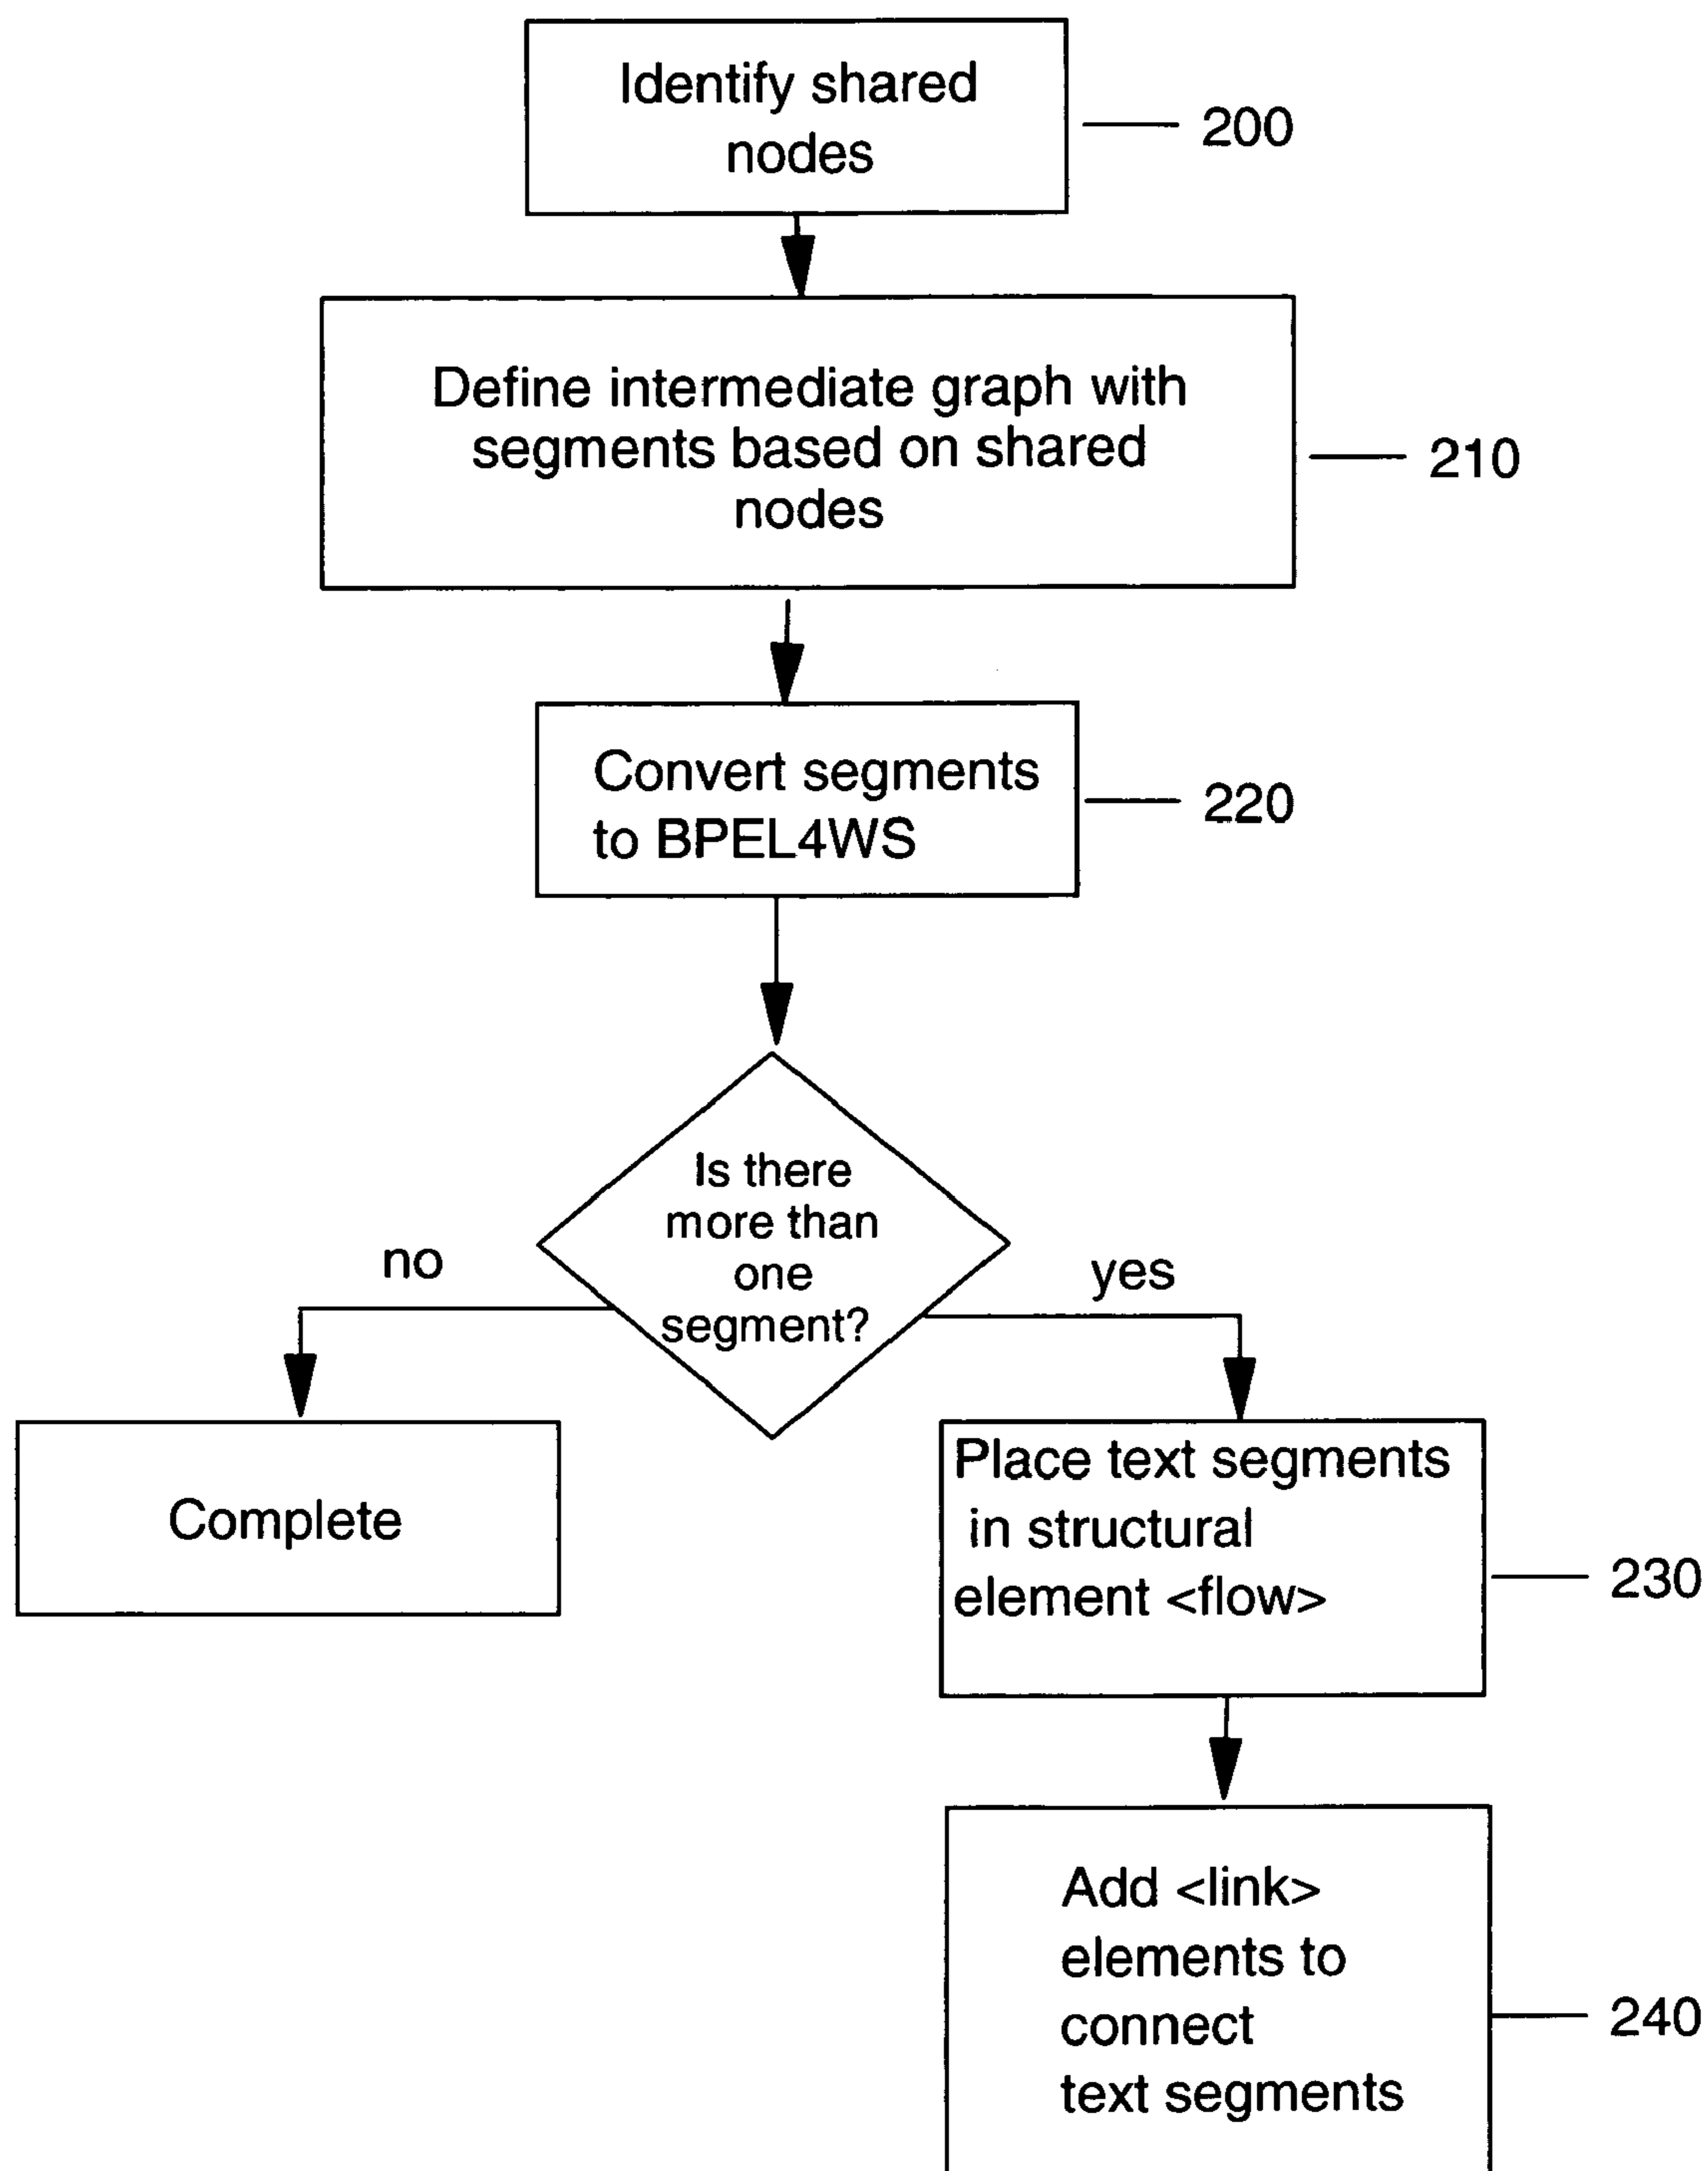 Identify shared
nodes
200
Define intermediate graph with
segments based on shared
nodes
210
Convert segments
to BPEL4WS
220
Is there
more than
one
segment?
no
yes
Complete
Place text segments
in structural
element <flow>
230
Add <link>
elements to
connect
text segments
240